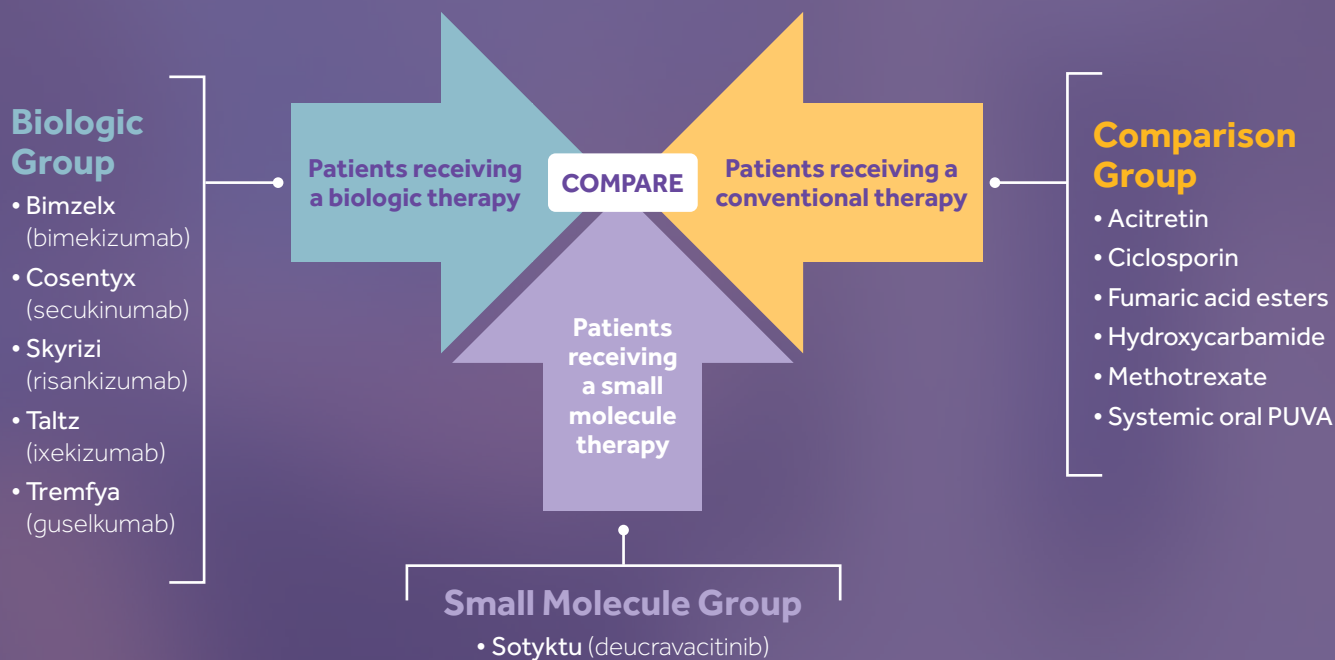 Biologic
Group
• Bimzelx
(bimekizumab)
• Cosentyx
(secukinumab)
• Skyrizi
(risankizumab)
• Taltz
(ixekizumab)
• Tremfya
(guselkumab)
Patients receiving
a biologic therapy
COMPARE
Patients receiving a
conventional therapy
Patients
receiving
a small
molecule
therapy
Comparison
Group
• Acitretin
• Ciclosporin
• Fumaric acid esters
• Hydroxycarbamide
• Methotrexate
• Systemic oral PUVA
Small Molecule Group
• Sotyktu (deucravacitinib)